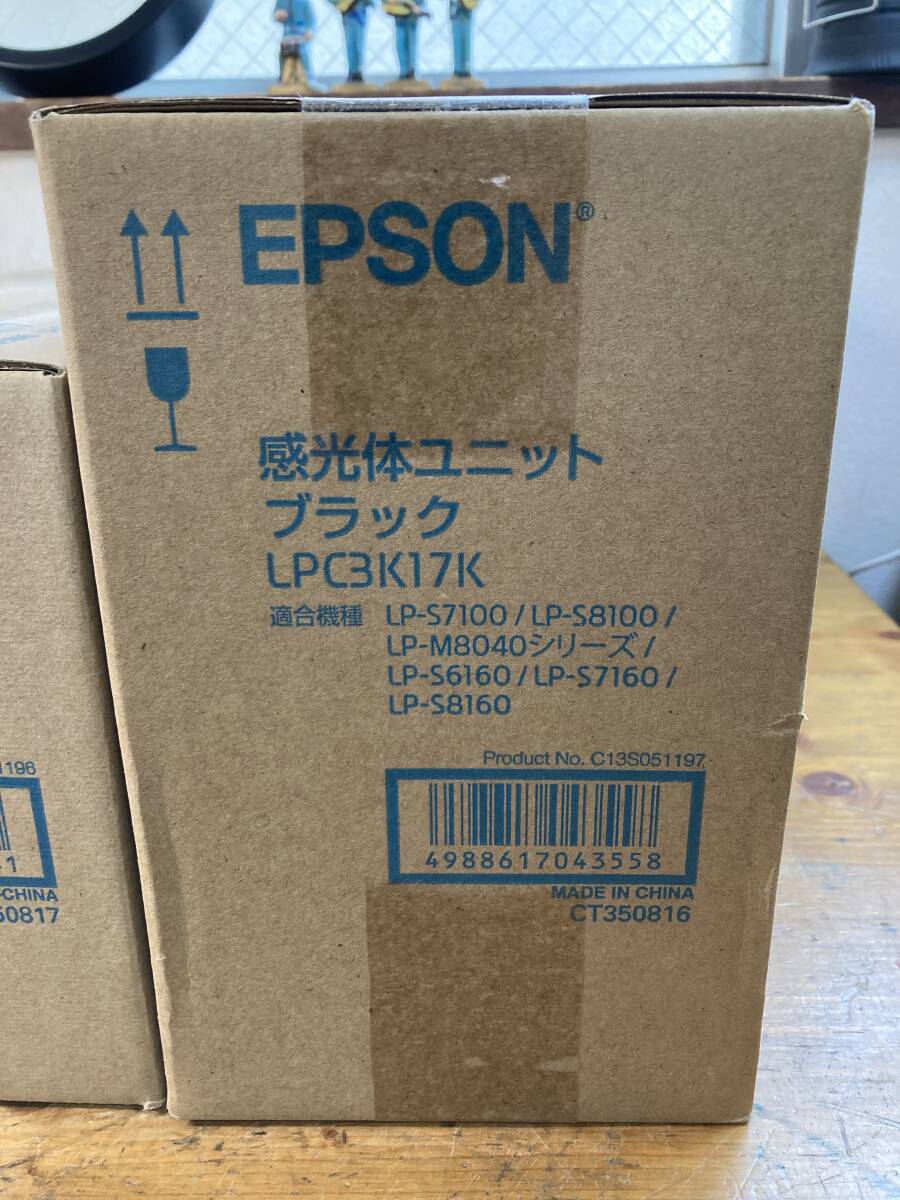 EPSON®
感光体ユニット
ブラック
LPC3K17K
適合機種 LP-S7100 / LP-S8100 /
LP-M8040シリーズ /
LP-S6160 / LP-S7160 /
LP-S8160
Product No. C13S051197
4988617043558
MADE IN CHINA
CT350816
1196
1
CHINA
50817